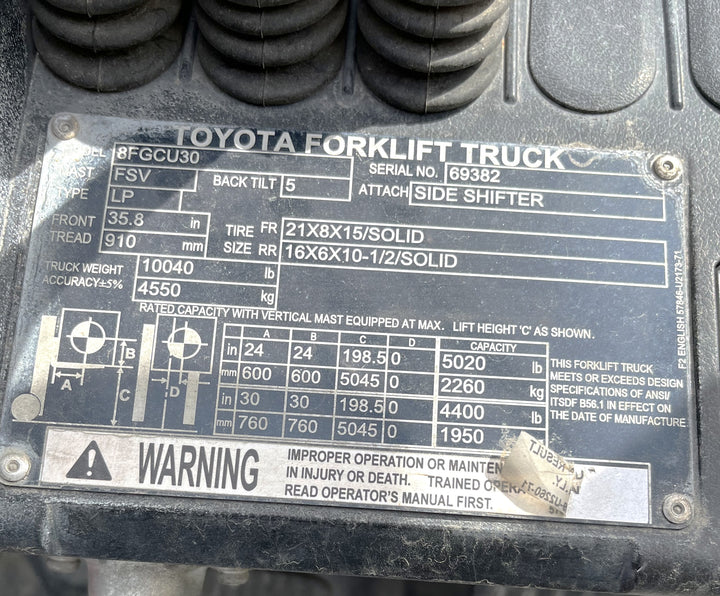 TOYOTA FORKLIFT TRUCK
8FGCU30 SERIAL NO. 69382
FSV BACK TILT 5 ATTACH SIDE SHIFTER
TYPE LP
FRONT 35.8 in TIRE FR 21X8X15/SOLID
TREAD 910 mm SIZE RR 16X6X10-1/2/SOLID
TRUCK WEIGHT 10040 lb
ACCURACY±5% 4550 kg
RATED CAPACITY WITH VERTICAL MAST EQUIPPED AT MAX. LIFT HEIGHT 'C' AS SHOWN.
A B C D CAPACITY
in 24 24 198.5 0 5020 lb
mm 600 600 5045 0 2260 kg
in 30 30 198.5 0 4400 lb
mm 760 760 5045 0 1950
A B C D
THIS FORKLIFT TRUCK
MEETS OR EXCEEDS DESIGN
SPECIFICATIONS OF ANSI/
ITSDF B56.1 IN EFFECT ON
THE DATE OF MANUFACTURE
F2 ENGLISH 57846-U2173-71
WARNING
IMPROPER OPERATION OR
IN INJURY OR DEATH. TRAINED
READ OPERATOR'S MANUAL FIRST.